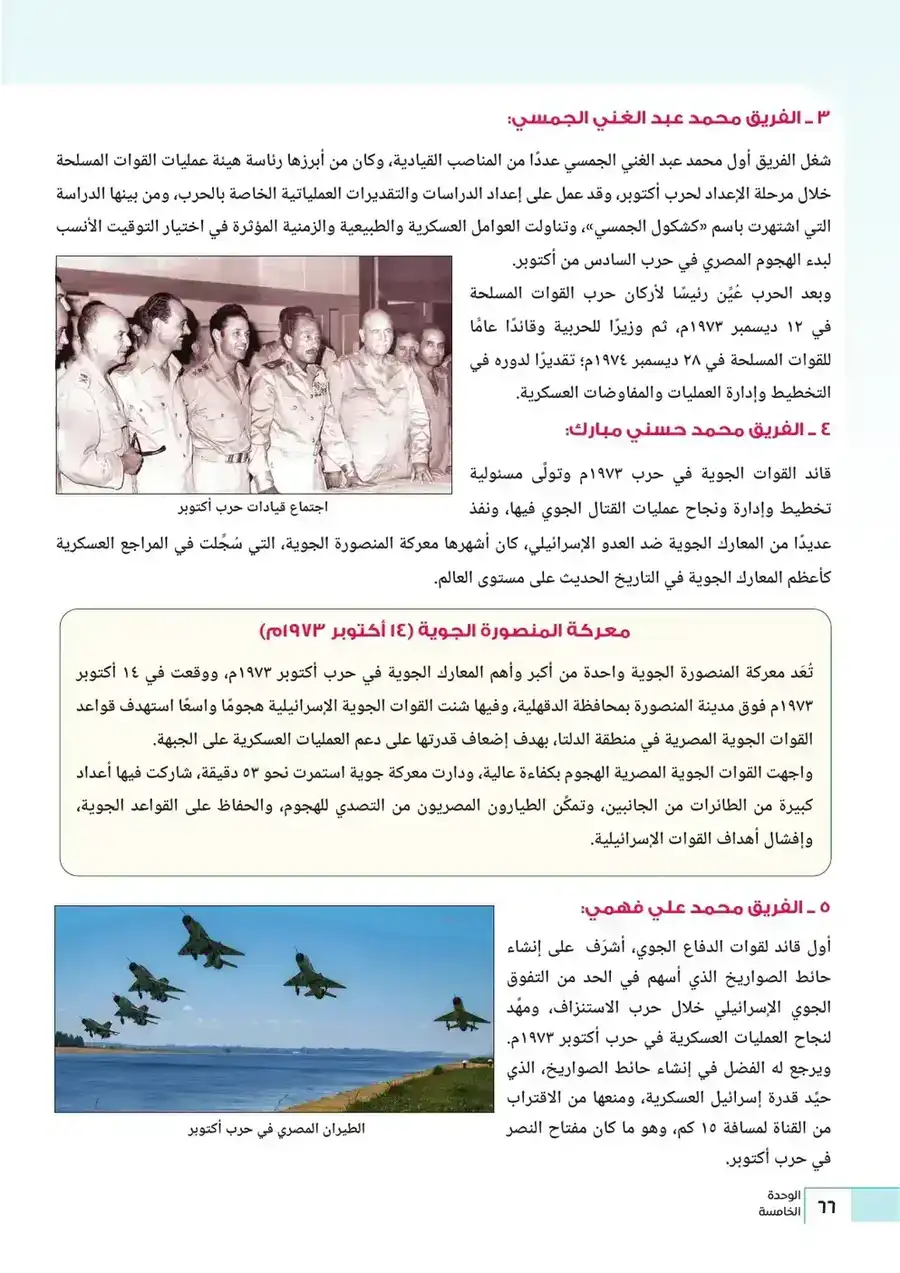 ٣ ـ الفريق محمد عبد الغني الجمسي:
شغل الفريق أول محمد عبد الغني الجمسي عددًا من المناصب القيادية، وكان من أبرزها رئاسة هيئة عمليات القوات المسلحة
خلال مرحلة الإعداد لحرب أكتوبر، وقد عمل على إعداد الدراسات والتقديرات العملياتية الخاصة بالحرب، ومن بينها الدراسة
التي اشتهرت باسم «كشكول الجمسي»، وتناولت العوامل العسكرية والطبيعية والزمنية المؤثرة في اختيار التوقيت الأنسب
لبدء الهجوم المصري في حرب السادس من أكتوبر.
وبعد الحرب عُيِّن رئيسًا لأركان حرب القوات المسلحة
في ١٢ ديسمبر ١٩٧٣م، ثم وزيرًا للحربية وقائدًا عامًّا
للقوات المسلحة في ٢٨ ديسمبر ١٩٧٤م؛ تقديرًا لدوره في
التخطيط وإدارة العمليات والمفاوضات العسكرية.
اجتماع قيادات حرب أكتوبر
٤ ـ الفريق محمد حسني مبارك:
قائد القوات الجوية في حرب ١٩٧٣م وتولَّى مسئولية
تخطيط وإدارة ونجاح عمليات القتال الجوي فيها، ونفذ
عديدًا من المعارك الجوية ضد العدو الإسرائيلي، كان أشهرها معركة المنصورة الجوية، التي سُجِّلت في المراجع العسكرية
كأعظم المعارك الجوية في التاريخ الحديث على مستوى العالم.
معركة المنصورة الجوية (١٤ أكتوبر ١٩٧٣م)
تُعَد معركة المنصورة الجوية واحدة من أكبر وأهم المعارك الجوية في حرب أكتوبر ١٩٧٣م، ووقعت في ١٤ أكتوبر
١٩٧٣م فوق مدينة المنصورة بمحافظة الدقهلية، وفيها شنت القوات الجوية الإسرائيلية هجومًا واسعًا استهدف قواعد
القوات الجوية المصرية في منطقة الدلتا، بهدف إضعاف قدرتها على دعم العمليات العسكرية على الجبهة.
واجهت القوات الجوية المصرية الهجوم بكفاءة عالية، ودارت معركة جوية استمرت نحو ٥٣ دقيقة، شاركت فيها أعداد
كبيرة من الطائرات من الجانبين، وتمكَّن الطيارون المصريون من التصدي للهجوم، والحفاظ على القواعد الجوية،
وإفشال أهداف القوات الإسرائيلية.
٥ ـ الفريق محمد علي فهمي:
أول قائد لقوات الدفاع الجوي، أشرَف على إنشاء
حائط الصواريخ الذي أسهم في الحد من التفوق
الجوي الإسرائيلي خلال حرب الاستنزاف، ومهَّد
لنجاح العمليات العسكرية في حرب أكتوبر ١٩٧٣م.
ويرجع له الفضل في إنشاء حائط الصواريخ، الذي
حيَّد قدرة إسرائيل العسكرية، ومنعها من الاقتراب
من القناة لمسافة ١٥ كم، وهو ما كان مفتاح النصر
في حرب أكتوبر.
الطيران المصري في حرب أكتوبر
٦٦
الوحدة
الخامسة